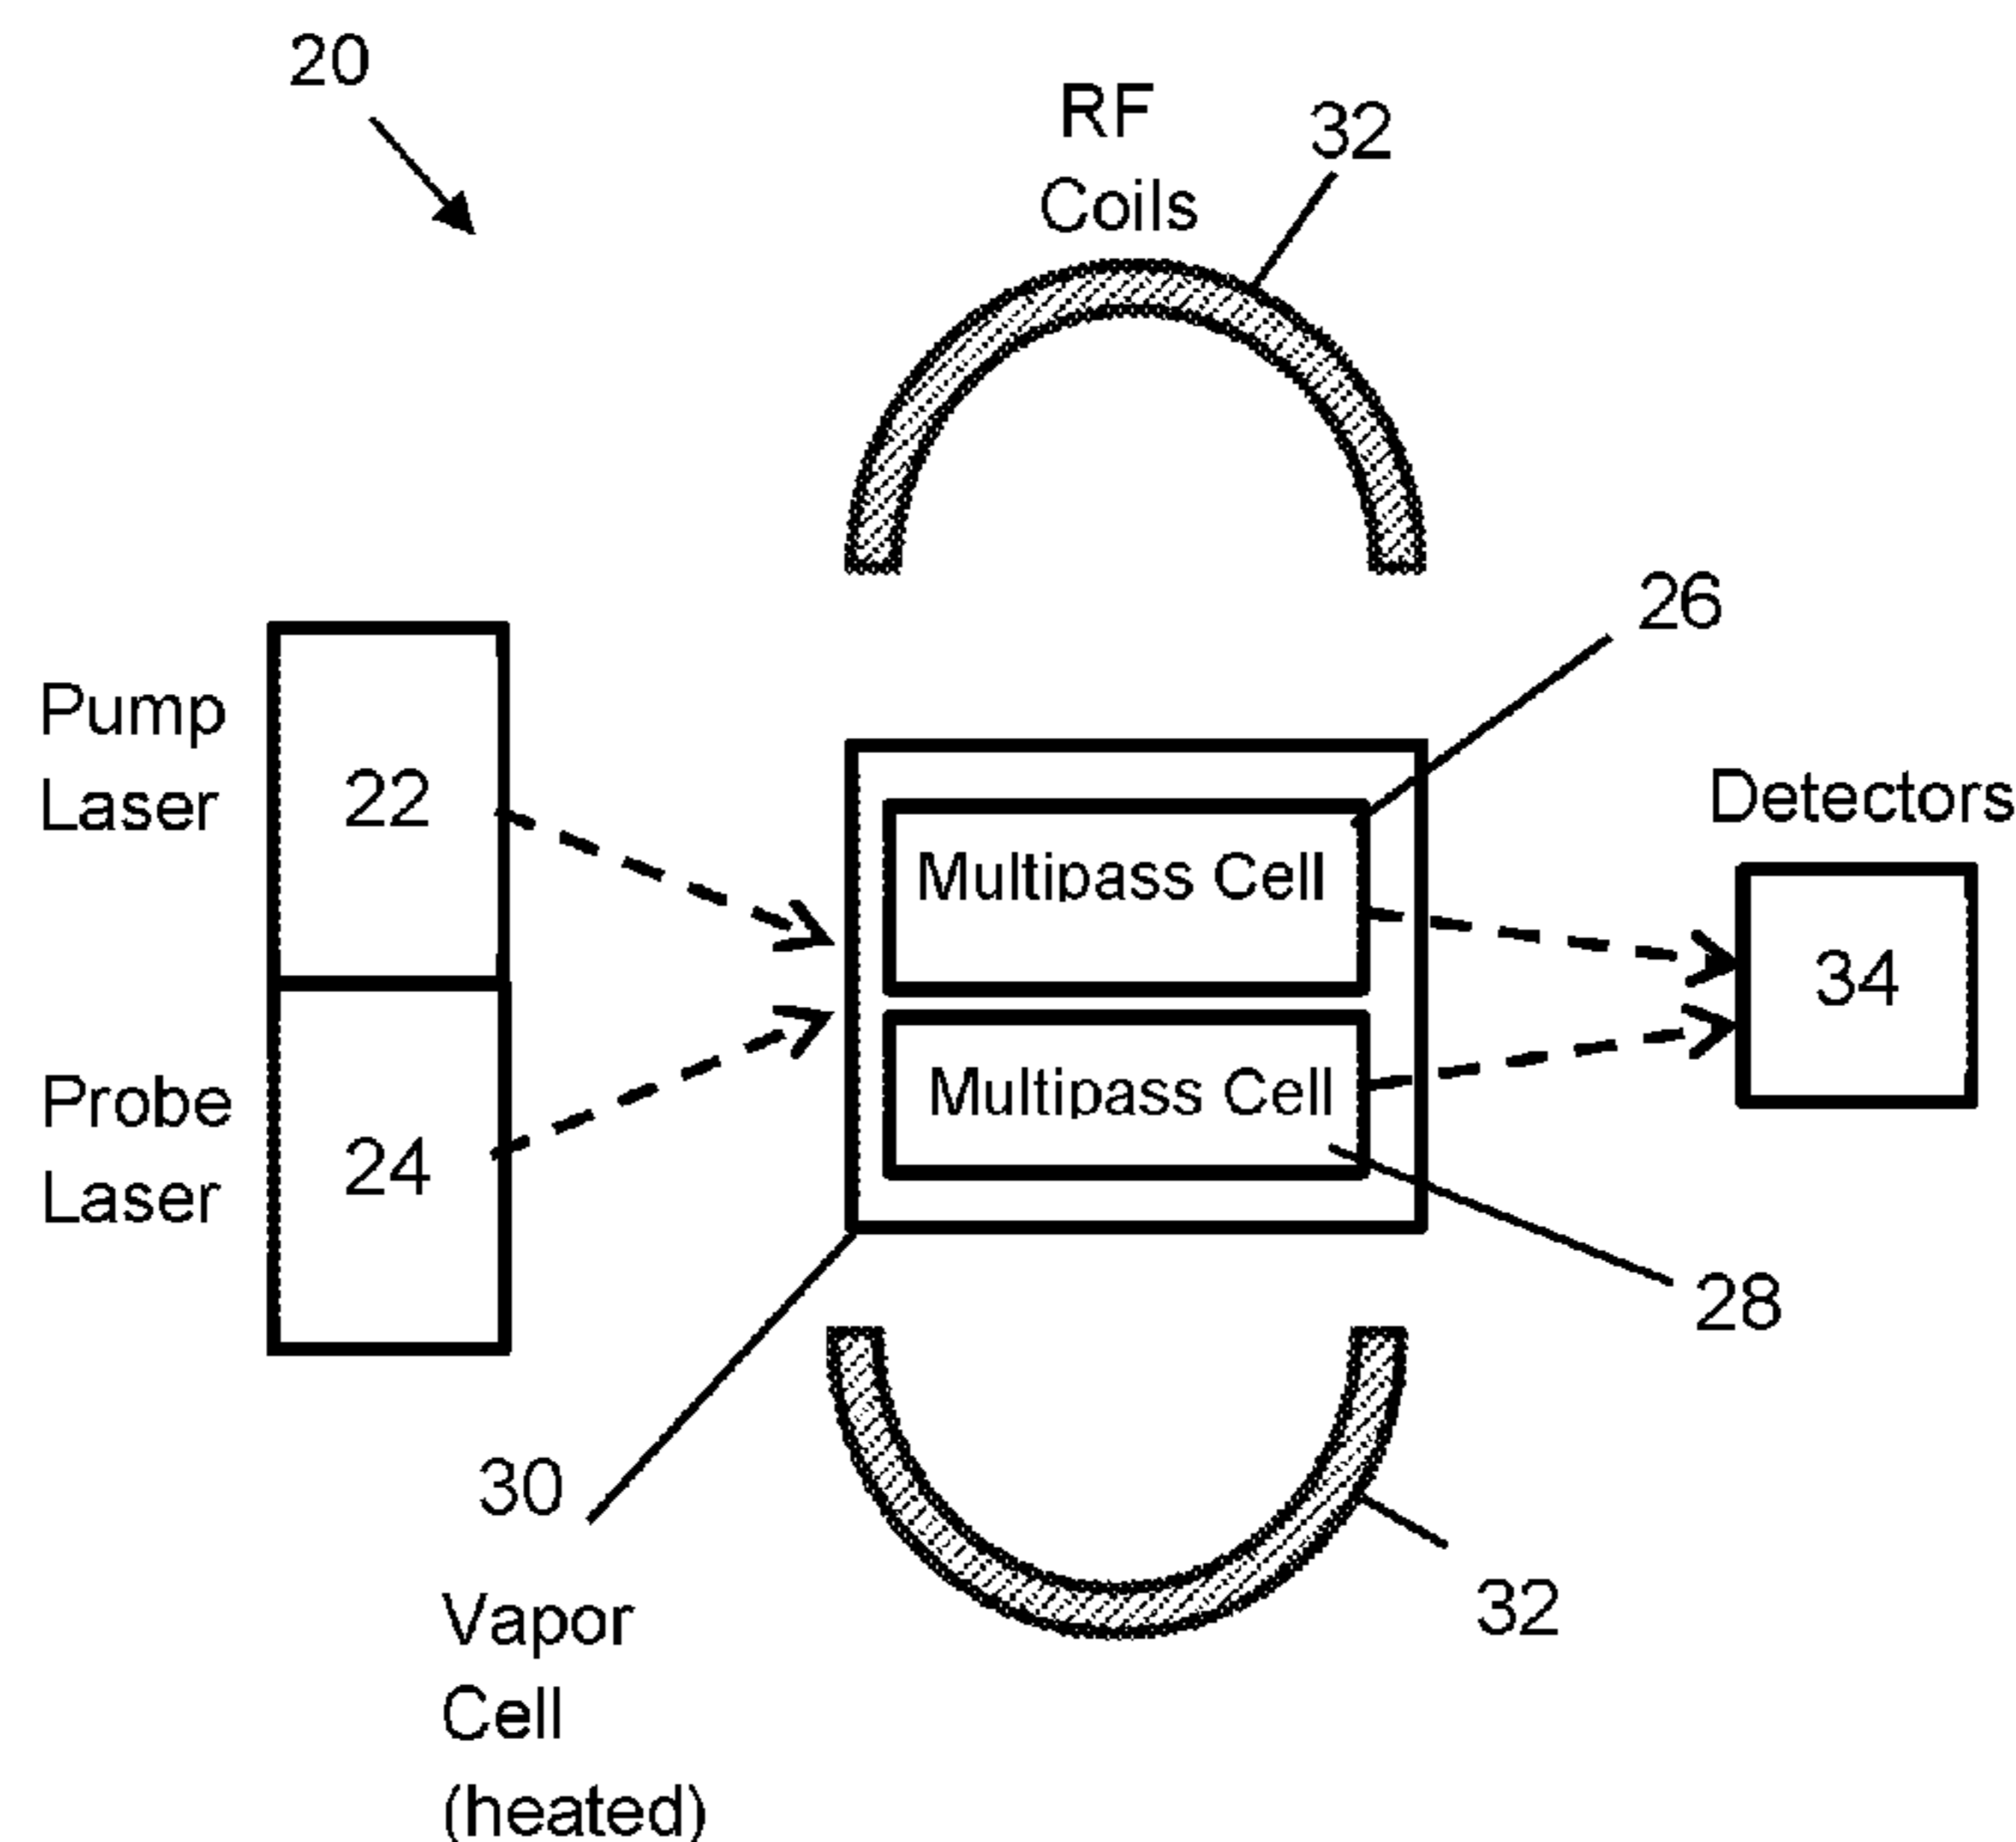 20
RF
Coils
32
26
Pump
Laser
22
Multipass Cell
Detectors
34
Probe
Laser
24
Multipass Cell
28
30
Vapor
Cell
(heated)
32